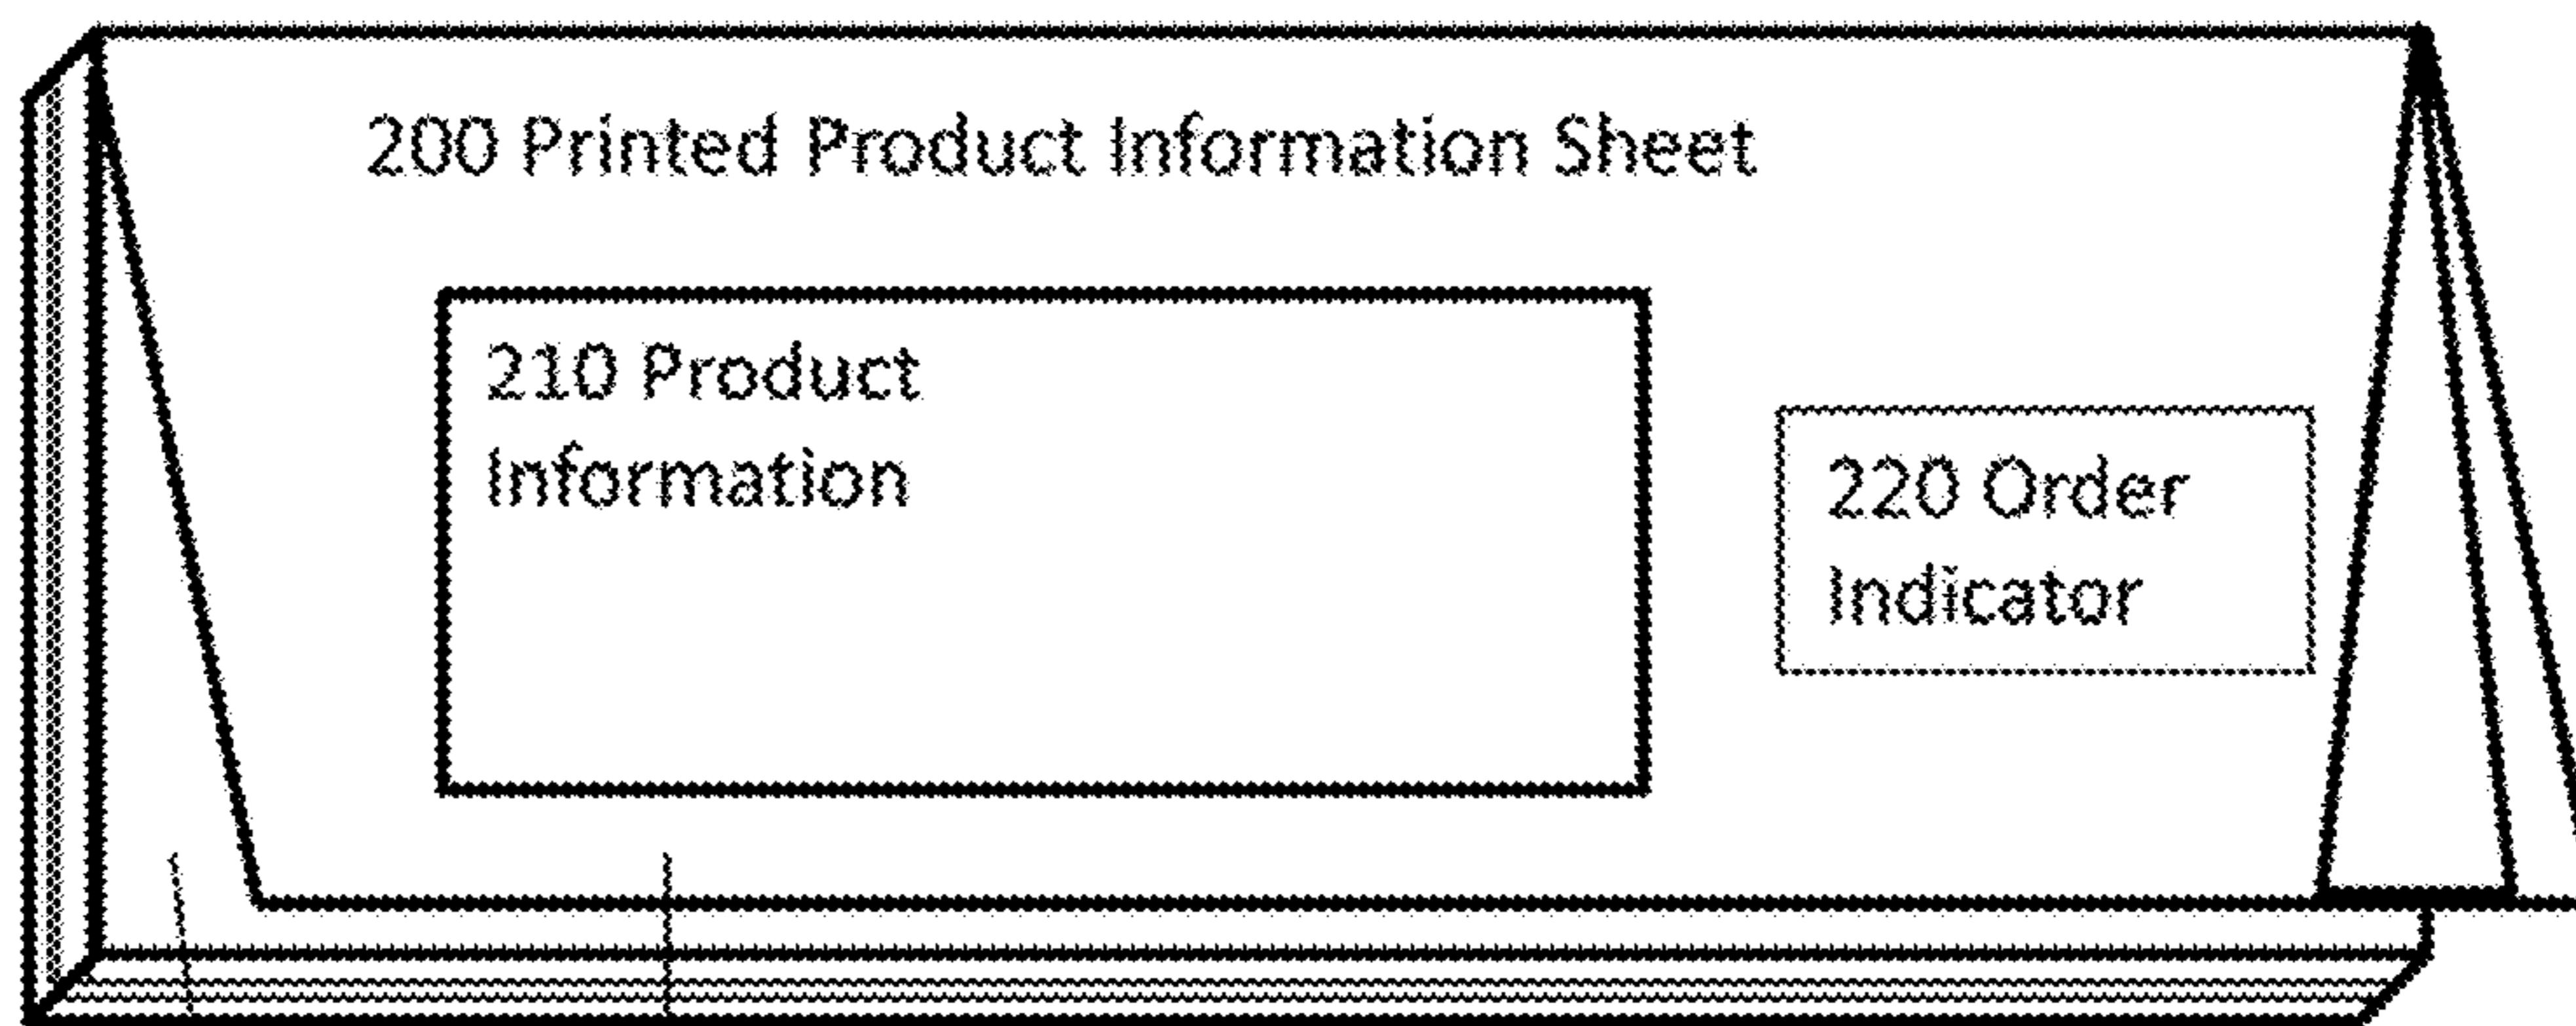 200 Printed Product Information Sheet
210 Product
Information
220 Order
Indicator